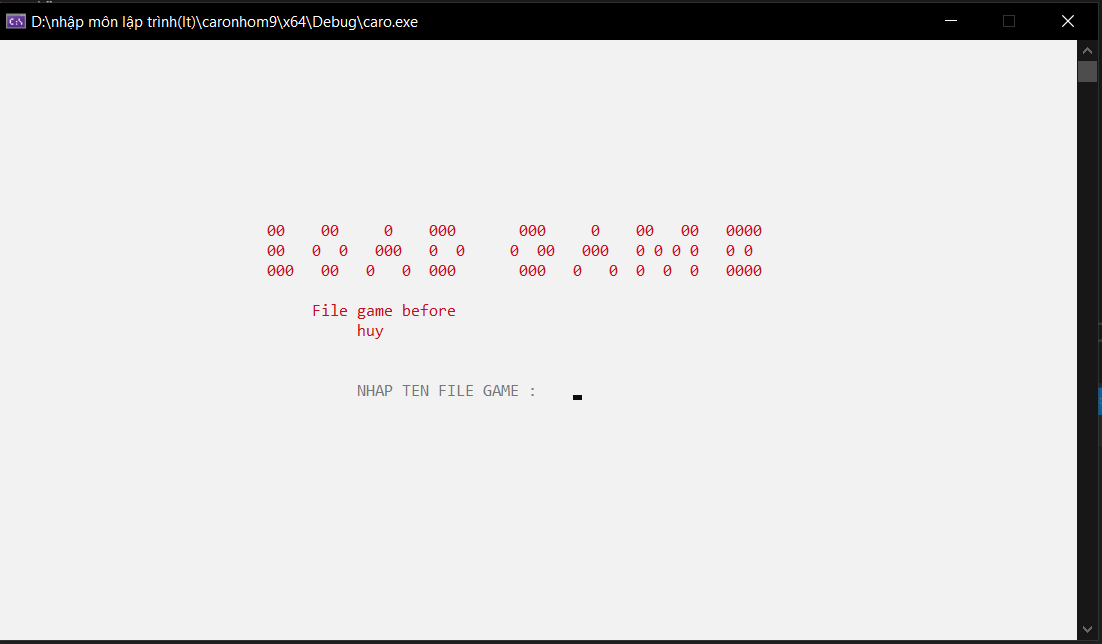 D:\nhập môn lập trình(lt)\caronhom9\x64\Debug\caro.exe
00    00     0    000       000     0    00   00   0000
00   0  0   000   0  0     0  00   000   0 0 0 0   0 0
000   00   0   0  000       000   0   0  0  0  0   0000
File game before
huy
NHAP TEN FILE GAME :